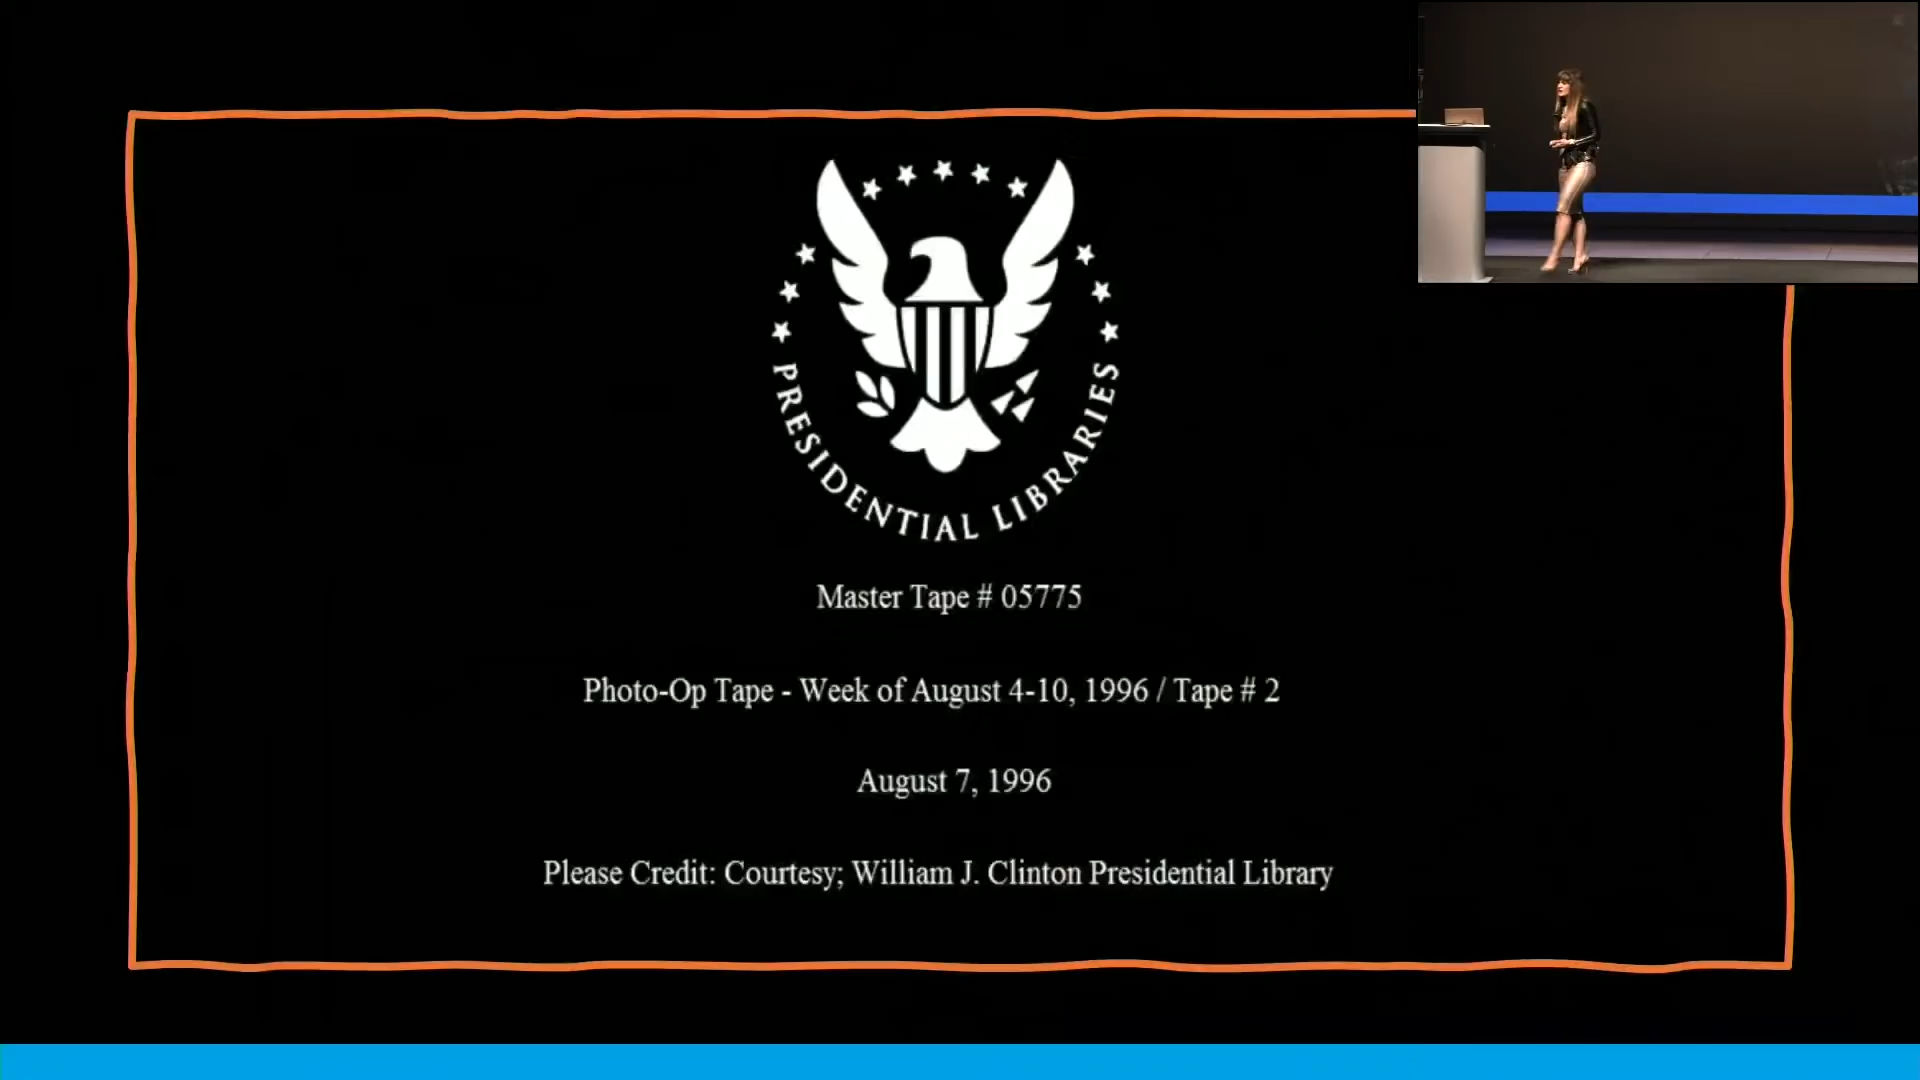 PRESIDENTIAL LIBRARIES
Master Tape # 05775
Photo-Op Tape - Week of August 4-10, 1996 / Tape # 2
August 7, 1996
Please Credit: Courtesy; William J. Clinton Presidential Library